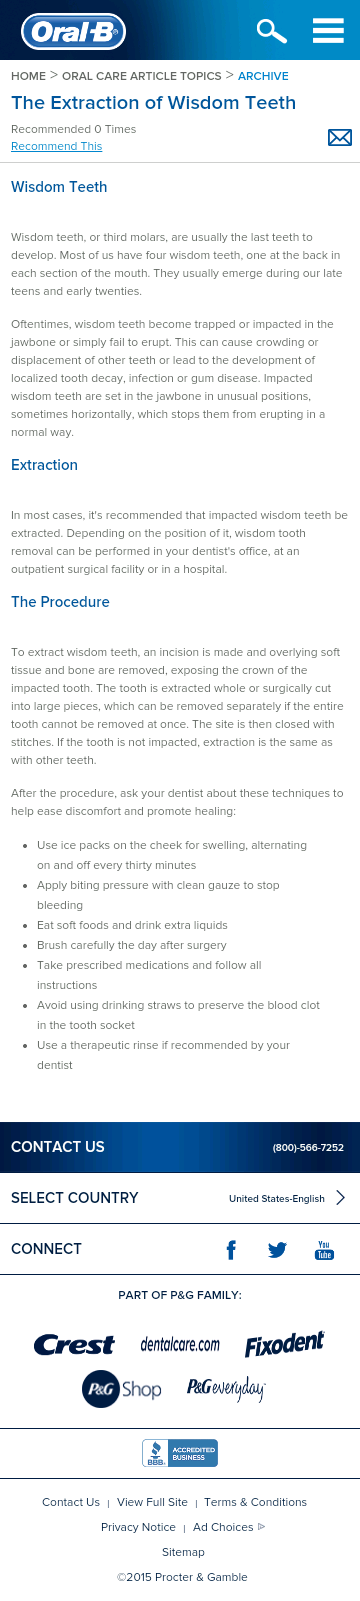 Oral-B®
HOME > ORAL CARE ARTICLE TOPICS > ARCHIVE
The Extraction of Wisdom Teeth
Recommended 0 Times
Recommend This
Wisdom Teeth
Wisdom teeth, or third molars, are usually the last teeth to
develop. Most of us have four wisdom teeth, one at the back in
each section of the mouth. They usually emerge during our late
teens and early twenties.
Oftentimes, wisdom teeth become trapped or impacted in the
jawbone or simply fail to erupt. This can cause crowding or
displacement of other teeth or lead to the development of
localized tooth decay, infection or gum disease. Impacted
wisdom teeth are set in the jawbone in unusual positions,
sometimes horizontally, which stops them from erupting in a
normal way.
Extraction
In most cases, it's recommended that impacted wisdom teeth be
extracted. Depending on the position of it, wisdom tooth
removal can be performed in your dentist's office, at an
outpatient surgical facility or in a hospital.
The Procedure
To extract wisdom teeth, an incision is made and overlying soft
tissue and bone are removed, exposing the crown of the
impacted tooth. The tooth is extracted whole or surgically cut
into large pieces, which can be removed separately if the entire
tooth cannot be removed at once. The site is then closed with
stitches. If the tooth is not impacted, extraction is the same as
with other teeth.
After the procedure, ask your dentist about these techniques to
help ease discomfort and promote healing:
• Use ice packs on the cheek for swelling, alternating
on and off every thirty minutes
• Apply biting pressure with clean gauze to stop
bleeding
• Eat soft foods and drink extra liquids
• Brush carefully the day after surgery
• Take prescribed medications and follow all
instructions
• Avoid using drinking straws to preserve the blood clot
in the tooth socket
• Use a therapeutic rinse if recommended by your
dentist
CONTACT US (800)-566-7252
SELECT COUNTRY United States-English
CONNECT f You Tube
PART OF P&G FAMILY:
Crest dentalcare.com Fixodent
P&G Shop P&G everyday
BBB ACCREDITED BUSINESS
Contact Us | View Full Site | Terms & Conditions
Privacy Notice | Ad Choices
Sitemap
©2015 Procter & Gamble